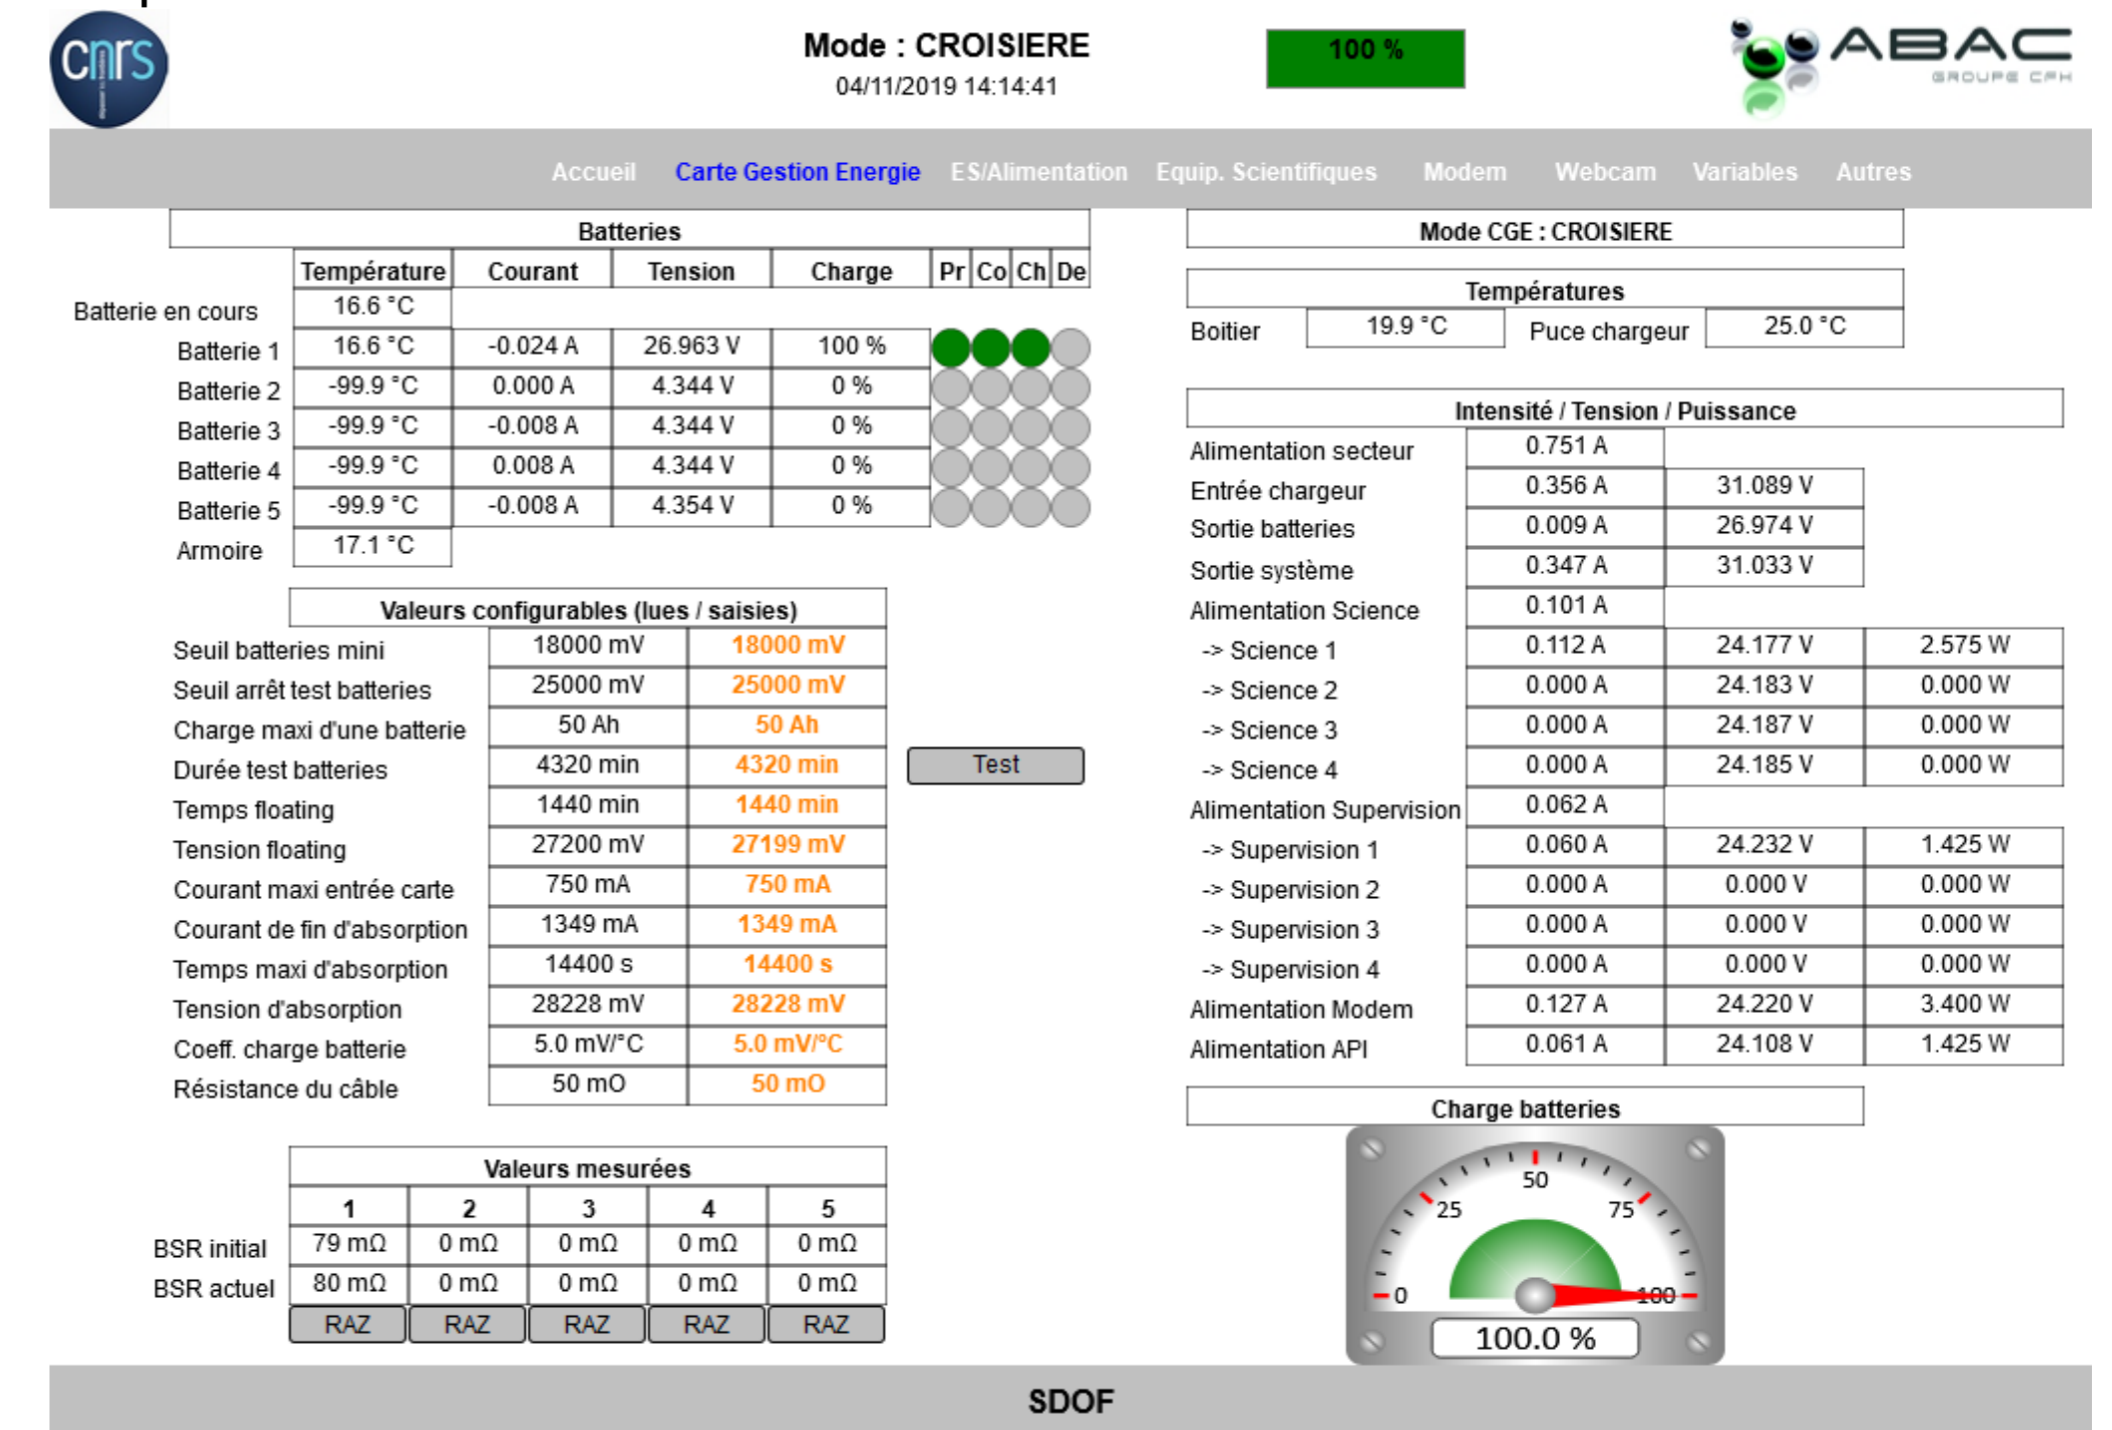 cnrs
Mode : CROISIERE
04/11/2019 14:14:41
100 %
ABAC
GROUPE CFH
Accueil Carte Gestion Energie ES/Alimentation Equip. Scientifiques Modem Webcam Variables Autres
Batteries
Température Courant Tension Charge Pr Co Ch De
Batterie en cours 16.6 °C
Batterie 1 16.6 °C -0.024 A 26.963 V 100 %
Batterie 2 -99.9 °C 0.000 A 4.344 V 0 %
Batterie 3 -99.9 °C -0.008 A 4.344 V 0 %
Batterie 4 -99.9 °C 0.008 A 4.344 V 0 %
Batterie 5 -99.9 °C -0.008 A 4.354 V 0 %
Armoire 17.1 °C
Valeurs configurables (lues / saisies)
Seuil batteries mini 18000 mV 18000 mV
Seuil arrêt test batteries 25000 mV 25000 mV
Charge maxi d'une batterie 50 Ah 50 Ah
Durée test batteries 4320 min 4320 min Test
Temps floating 1440 min 1440 min
Tension floating 27200 mV 27199 mV
Courant maxi entrée carte 750 mA 750 mA
Courant de fin d'absorption 1349 mA 1349 mA
Temps maxi d'absorption 14400 s 14400 s
Tension d'absorption 28228 mV 28228 mV
Coeff. charge batterie 5.0 mV/°C 5.0 mV/°C
Résistance du câble 50 mO 50 mO
Valeurs mesurées
1 2 3 4 5
BSR initial 79 mΩ 0 mΩ 0 mΩ 0 mΩ 0 mΩ
BSR actuel 80 mΩ 0 mΩ 0 mΩ 0 mΩ 0 mΩ
RAZ RAZ RAZ RAZ RAZ
Mode CGE : CROISIERE
Températures
Boitier 19.9 °C Puce chargeur 25.0 °C
Intensité / Tension / Puissance
Alimentation secteur 0.751 A
Entrée chargeur 0.356 A 31.089 V
Sortie batteries 0.009 A 26.974 V
Sortie système 0.347 A 31.033 V
Alimentation Science 0.101 A
-> Science 1 0.112 A 24.177 V 2.575 W
-> Science 2 0.000 A 24.183 V 0.000 W
-> Science 3 0.000 A 24.187 V 0.000 W
-> Science 4 0.000 A 24.185 V 0.000 W
Alimentation Supervision 0.062 A
-> Supervision 1 0.060 A 24.232 V 1.425 W
-> Supervision 2 0.000 A 0.000 V 0.000 W
-> Supervision 3 0.000 A 0.000 V 0.000 W
-> Supervision 4 0.000 A 0.000 V 0.000 W
Alimentation Modem 0.127 A 24.220 V 3.400 W
Alimentation API 0.061 A 24.108 V 1.425 W
Charge batteries
0 25 50 75 100
100.0 %
SDOF